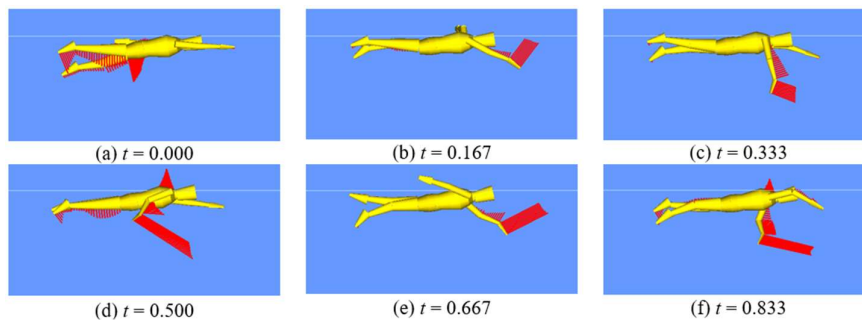 (a) t = 0.000
(b) t = 0.167
(c) t = 0.333
(d) t = 0.500
(e) t = 0.667
(f) t = 0.833